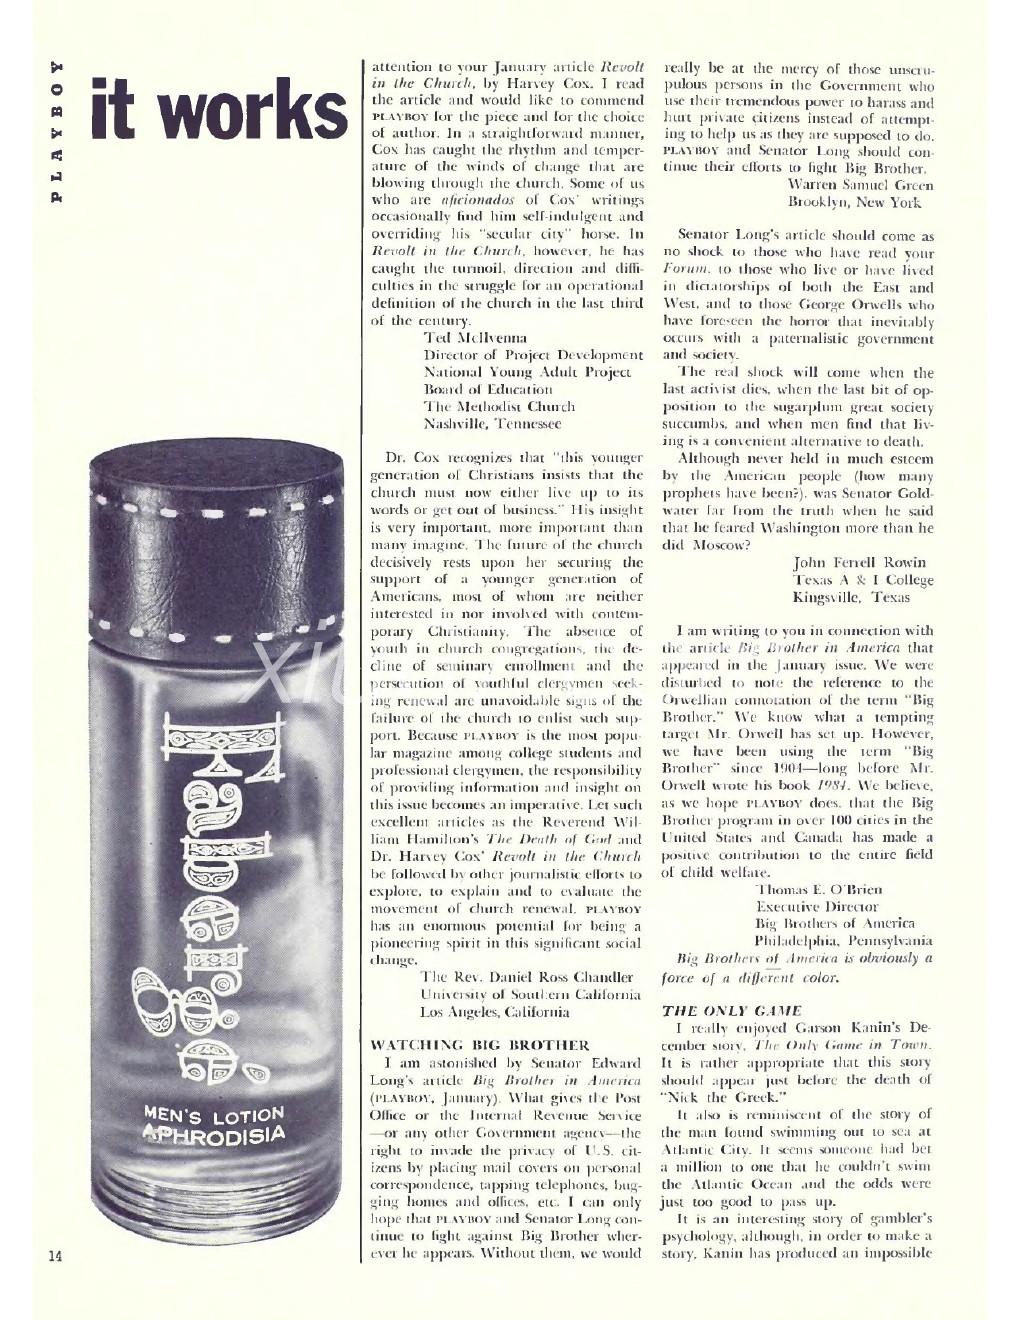 PLAYBOY
it works
Fabergé
MEN'S LOTION
APHRODISIA
14
attention to your January article Revolt
in the Church, by Harvey Cox. I read
the article and would like to commend
PLAYBOY for the piece and for the choice
of author. In a straightforward manner,
Cox has caught the rhythm and temper-
ature of the winds of change that are
blowing through the church. Some of us
who are aficionados of Cox' writings
occasionally find him self-indulgent and
overriding his "secular city" horse. In
Revolt in the Church, however, he has
caught the turmoil, direction and diffi-
culties in the struggle for an operational
definition of the church in the last third
of the century.
Ted McIlvenna
Director of Project Development
National Young Adult Project
Board of Education
The Methodist Church
Nashville, Tennessee
Dr. Cox recognizes that "this younger
generation of Christians insists that the
church must now either live up to its
words or get out of business." His insight
is very important, more important than
many imagine. The future of the church
decisively rests upon her securing the
support of a younger generation of
Americans, most of whom are neither
interested in nor involved with contem-
porary Christianity. The absence of
youth in church congregations, the de-
cline of seminary enrollment and the
persecution of youthful clergymen seek-
ing renewal are unavoidable signs of the
failure of the church to enlist such sup-
port. Because PLAYBOY is the most popu-
lar magazine among college students and
professional clergymen, the responsibility
of providing information and insight on
this issue becomes an imperative. Let such
excellent articles as the Reverend Wil-
liam Hamilton's The Death of God and
Dr. Harvey Cox' Revolt in the Church
be followed by other journalistic efforts to
explore, to explain and to evaluate the
movement of church renewal. PLAYBOY
has an enormous potential for being a
pioneering spirit in this significant social
change.
The Rev. Daniel Ross Chandler
University of Southern California
Los Angeles, California
WATCHING BIG BROTHER
I am astonished by Senator Edward
Long's article Big Brother in America
(PLAYBOY, January). What gives the Post
Office or the Internal Revenue Service
—or any other Government agency—the
right to invade the privacy of U.S. cit-
izens by placing mail covers on personal
correspondence, tapping telephones, bug-
ging homes and offices, etc. I can only
hope that PLAYBOY and Senator Long con-
tinue to fight against Big Brother wher-
ever he appears. Without them, we would
really be at the mercy of those unscru-
pulous persons in the Government who
use their tremendous power to harass and
hurt private citizens instead of attempt-
ing to help us as they are supposed to do.
PLAYBOY and Senator Long should con-
tinue their efforts to fight Big Brother.
Warren Samuel Green
Brooklyn, New York
Senator Long's article should come as
no shock to those who have read your
Forum, to those who live or have lived
in dictatorships of both the East and
West, and to those George Orwells who
have foreseen the horror that inevitably
occurs with a paternalistic government
and society.
The real shock will come when the
last activist dies, when the last bit of op-
position to the sugarplum great society
succumbs, and when men find that liv-
ing is a convenient alternative to death.
Although never held in much esteem
by the American people (how many
prophets have been?), was Senator Gold-
water far from the truth when he said
that he feared Washington more than he
did Moscow?
John Ferrell Rowin
Texas A & I College
Kingsville, Texas
I am writing to you in connection with
the article Big Brother in America that
appeared in the January issue. We were
disturbed to note the reference to the
Orwellian connotation of the term "Big
Brother." We know what a tempting
target Mr. Orwell has set up. However,
we have been using the term "Big
Brother" since 1904—long before Mr.
Orwell wrote his book 1984. We believe,
as we hope PLAYBOY does, that the Big
Brother program in over 100 cities in the
United States and Canada has made a
positive contribution to the entire field
of child welfare.
Thomas E. O'Brien
Executive Director
Big Brothers of America
Philadelphia, Pennsylvania
Big Brothers of America is obviously a
force of a different color.
THE ONLY GAME
I really enjoyed Garson Kanin's De-
cember story, The Only Game in Town.
It is rather appropriate that this story
should appear just before the death of
"Nick the Greek."
It also is reminiscent of the story of
the man found swimming out to sea at
Atlantic City. It seems someone had bet
a million to one that he couldn't swim
the Atlantic Ocean and the odds were
just too good to pass up.
It is an interesting story of gambler's
psychology, although, in order to make a
story, Kanin has produced an impossible